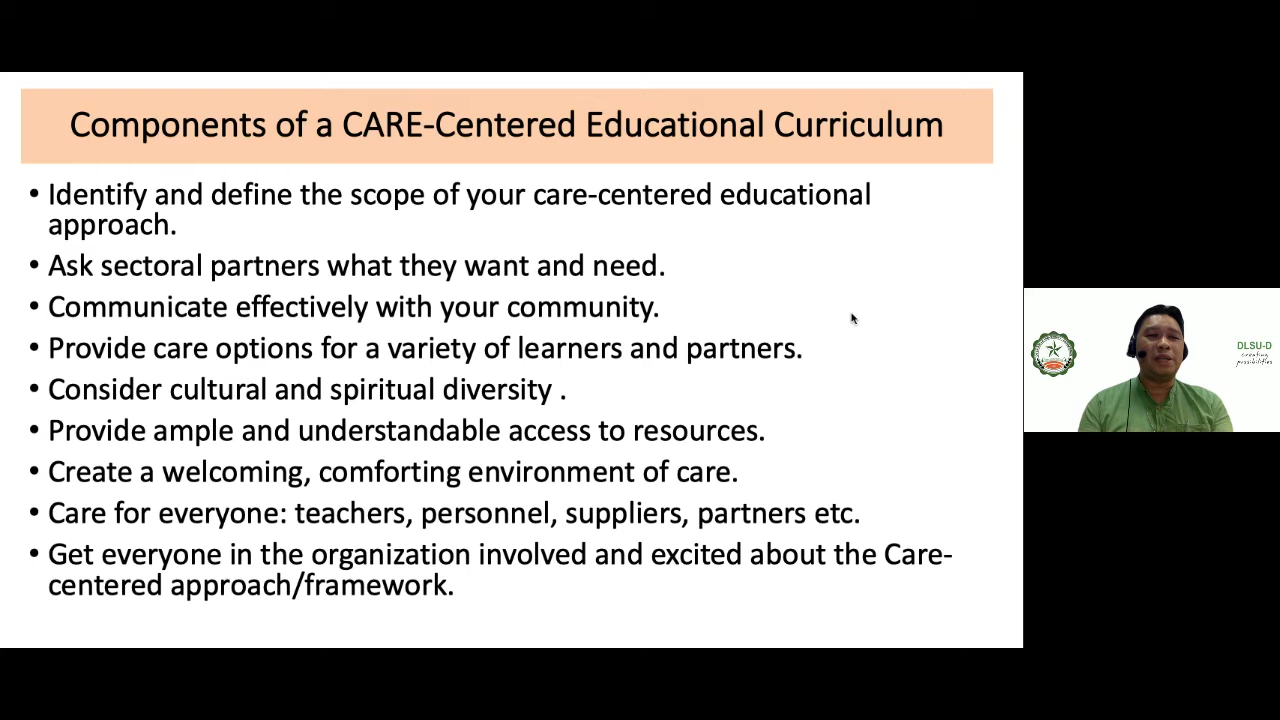 Components of a CARE-Centered Educational Curriculum
• Identify and define the scope of your care-centered educational
approach.
• Ask sectoral partners what they want and need.
• Communicate effectively with your community.
• Provide care options for a variety of learners and partners.
• Consider cultural and spiritual diversity .
• Provide ample and understandable access to resources.
• Create a welcoming, comforting environment of care.
• Care for everyone: teachers, personnel, suppliers, partners etc.
• Get everyone in the organization involved and excited about the Care-
centered approach/framework.
DLSU-D
creating
possibilities